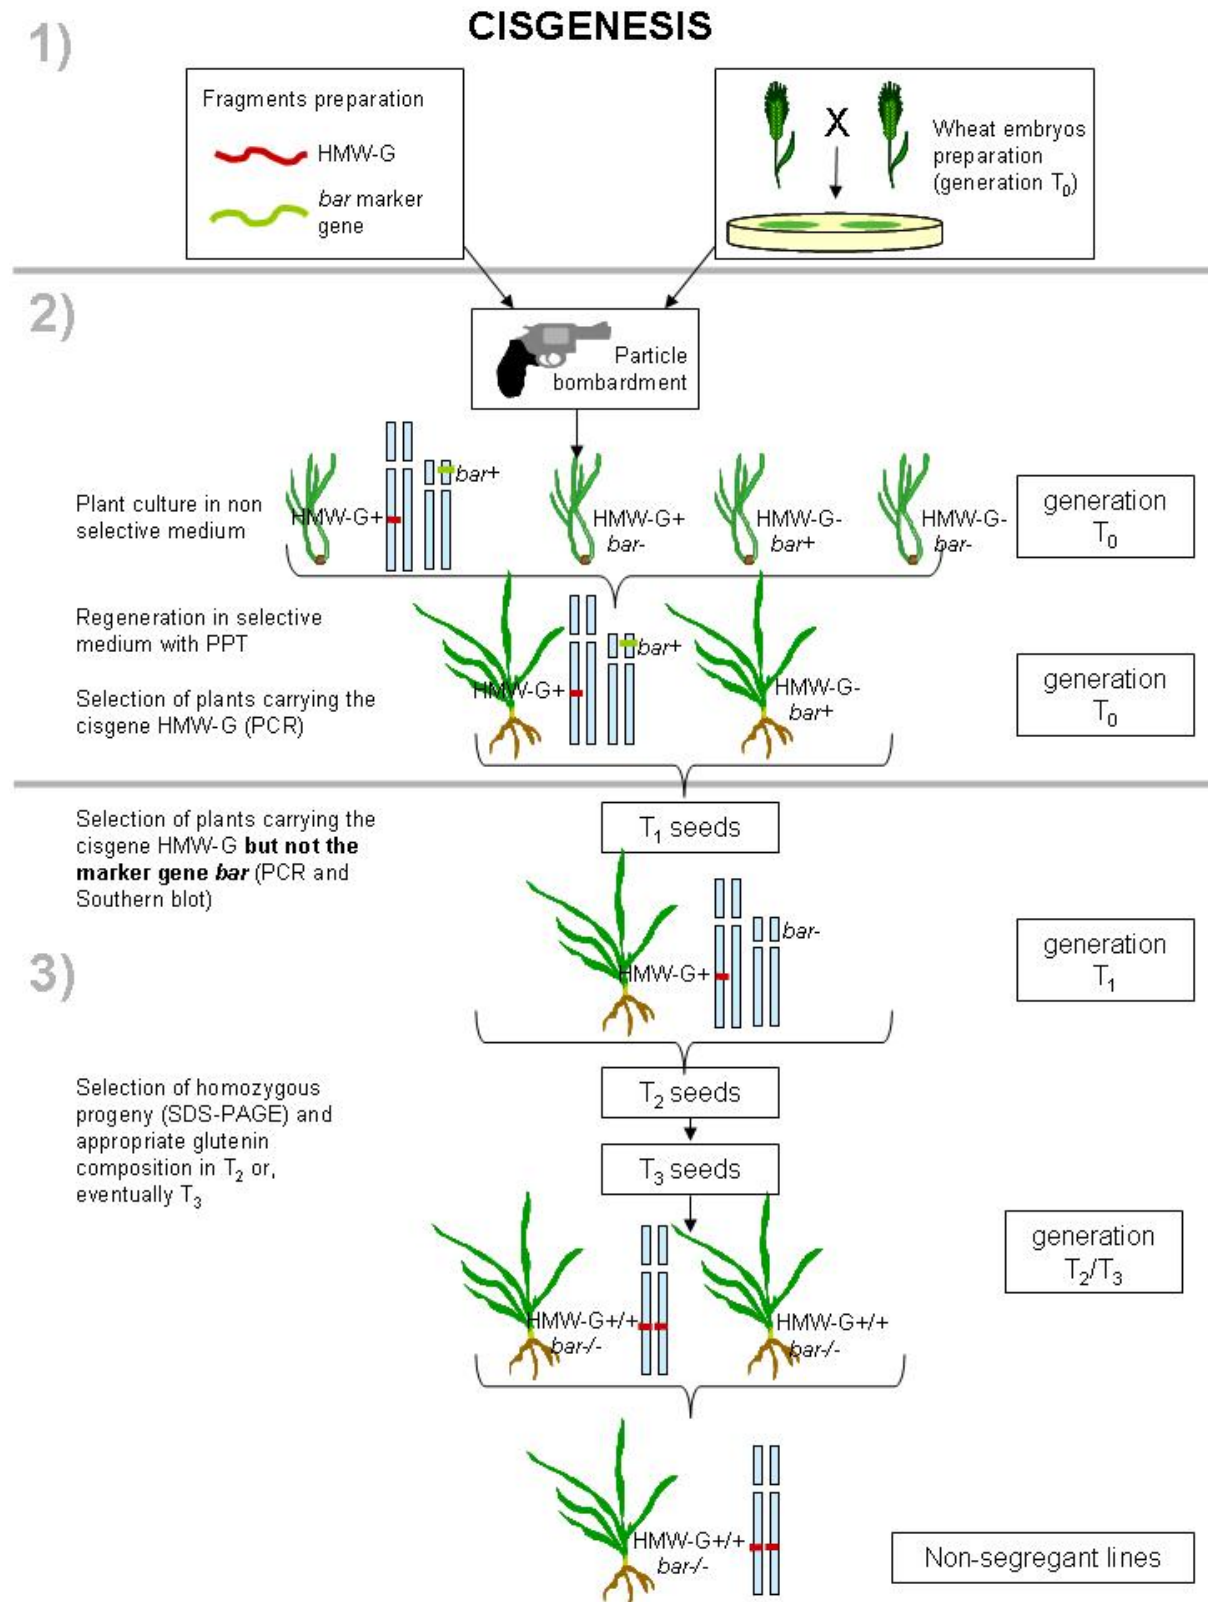 CISGENESIS
1)
Fragments preparation
HMW-G
bar marker
gene
X
Wheat embryos
preparation
(generation T0)
2)
Particle
bombardment
Plant culture in non
selective medium
HMW-G+
bar+
HMW-G+
bar-
HMW-G-
bar+
HMW-G-
bar-
generation
T0
Regeneration in selective
medium with PPT
Selection of plants carrying the
cisgene HMW-G (PCR)
HMW-G+
bar+
HMW-G-
bar+
generation
T0
3)
Selection of plants carrying the
cisgene HMW-G but not the
marker gene bar (PCR and
Southern blot)
T1 seeds
HMW-G+
bar-
generation
T1
Selection of homozygous
progeny (SDS-PAGE) and
appropriate glutenin
composition in T2 or,
eventually T3
T2 seeds
T3 seeds
HMW-G+/+
bar-/-
HMW-G+/+
bar-/-
generation
T2/T3
HMW-G+/+
bar-/-
Non-segregant lines